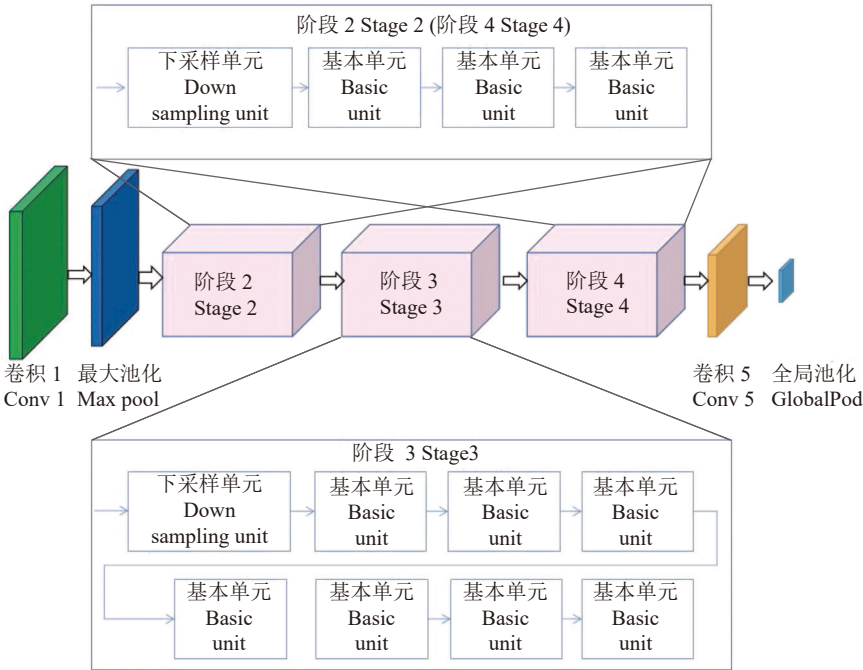 阶段 2 Stage 2 (阶段 4 Stage 4)
下采样单元
Down
sampling unit
基本单元
Basic
unit
基本单元
Basic
unit
基本单元
Basic
unit
阶段 2
Stage 2
阶段 3
Stage 3
阶段 4
Stage 4
卷积 1
Conv 1
最大池化
Max pool
卷积 5
Conv 5
全局池化
GlobalPod
阶段 3 Stage3
下采样单元
Down
sampling unit
基本单元
Basic
unit
基本单元
Basic
unit
基本单元
Basic
unit
基本单元
Basic
unit
基本单元
Basic
unit
基本单元
Basic
unit
基本单元
Basic
unit